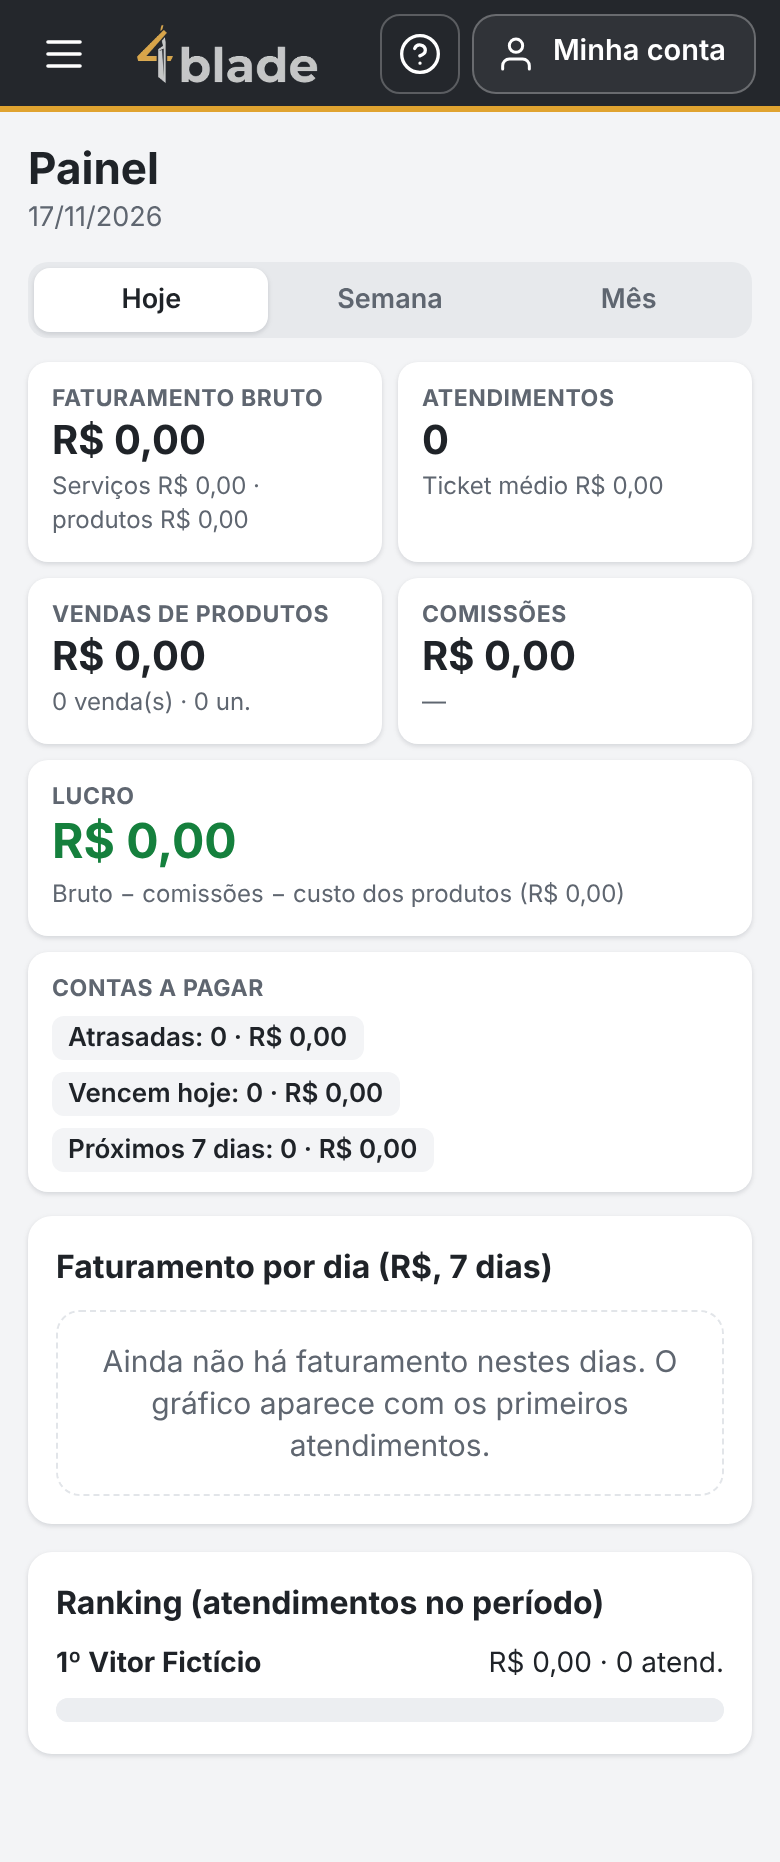 4blade
Minha conta
Painel
17/11/2026
Hoje
Semana
Mês
FATURAMENTO BRUTO
R$ 0,00
Serviços R$ 0,00 ·
produtos R$ 0,00
ATENDIMENTOS
0
Ticket médio R$ 0,00
VENDAS DE PRODUTOS
R$ 0,00
0 venda(s) · 0 un.
COMISSÕES
R$ 0,00
—
LUCRO
R$ 0,00
Bruto − comissões − custo dos produtos (R$ 0,00)
CONTAS A PAGAR
Atrasadas: 0 · R$ 0,00
Vencem hoje: 0 · R$ 0,00
Próximos 7 dias: 0 · R$ 0,00
Faturamento por dia (R$, 7 dias)
Ainda não há faturamento nestes dias. O
gráfico aparece com os primeiros
atendimentos.
Ranking (atendimentos no período)
1º Vitor Fictício
R$ 0,00 · 0 atend.